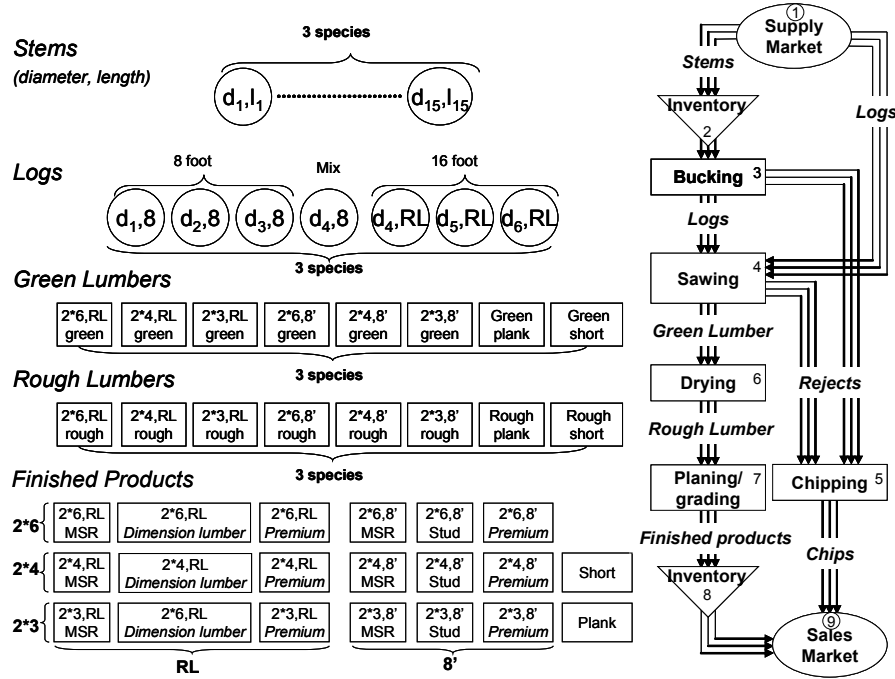 Stems
(diameter, length)
3 species
d1,l1
d15,l15
Logs
8 foot
Mix
16 foot
d1,8
d2,8
d3,8
d4,8
d4,RL
d5,RL
d6,RL
3 species
Green Lumbers
2*6,RL
green
2*4,RL
green
2*3,RL
green
2*6,8'
green
2*4,8'
green
2*3,8'
green
Green
plank
Green
short
3 species
Rough Lumbers
2*6,RL
rough
2*4,RL
rough
2*3,RL
rough
2*6,8'
rough
2*4,8'
rough
2*3,8'
rough
Rough
plank
Rough
short
3 species
Finished Products
2*6
2*6,RL
MSR
2*6,RL
Dimension lumber
2*6,RL
Premium
2*6,8'
MSR
2*6,8'
Stud
2*6,8'
Premium
2*4
2*4,RL
MSR
2*4,RL
Dimension lumber
2*4,RL
Premium
2*4,8'
MSR
2*4,8'
Stud
2*4,8'
Premium
Short
2*3
2*3,RL
MSR
2*6,RL
Dimension lumber
2*3,RL
Premium
2*3,8'
MSR
2*3,8'
Stud
2*3,8'
Premium
Plank
RL
8'
1
Supply
Market
Stems
Logs
Inventory
2
Bucking 3
Logs
Sawing 4
Green Lumber
Drying 6
Rejects
Rough Lumber
Planing/
grading
7
Chipping 5
Finished products
Chips
Inventory
8
9
Sales
Market